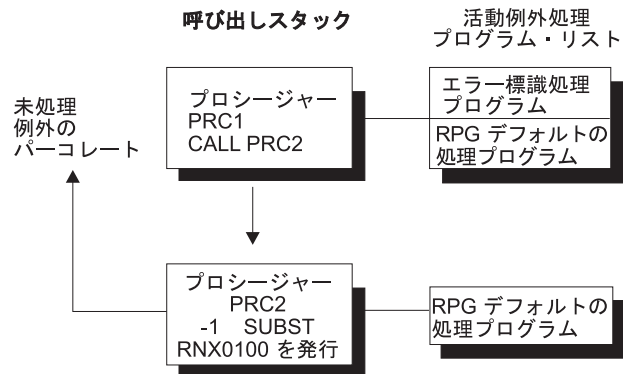 呼び出しスタック
活動例外処理
プログラム・リスト
未処理
例外の
パーコレート
プロシージャー
PRC1
CALL PRC2
エラー標識処理
プログラム
RPG デフォルトの
処理プログラム
プロシージャー
PRC2
-1 SUBST
RNX0100 を発行
RPG デフォルトの
処理プログラム